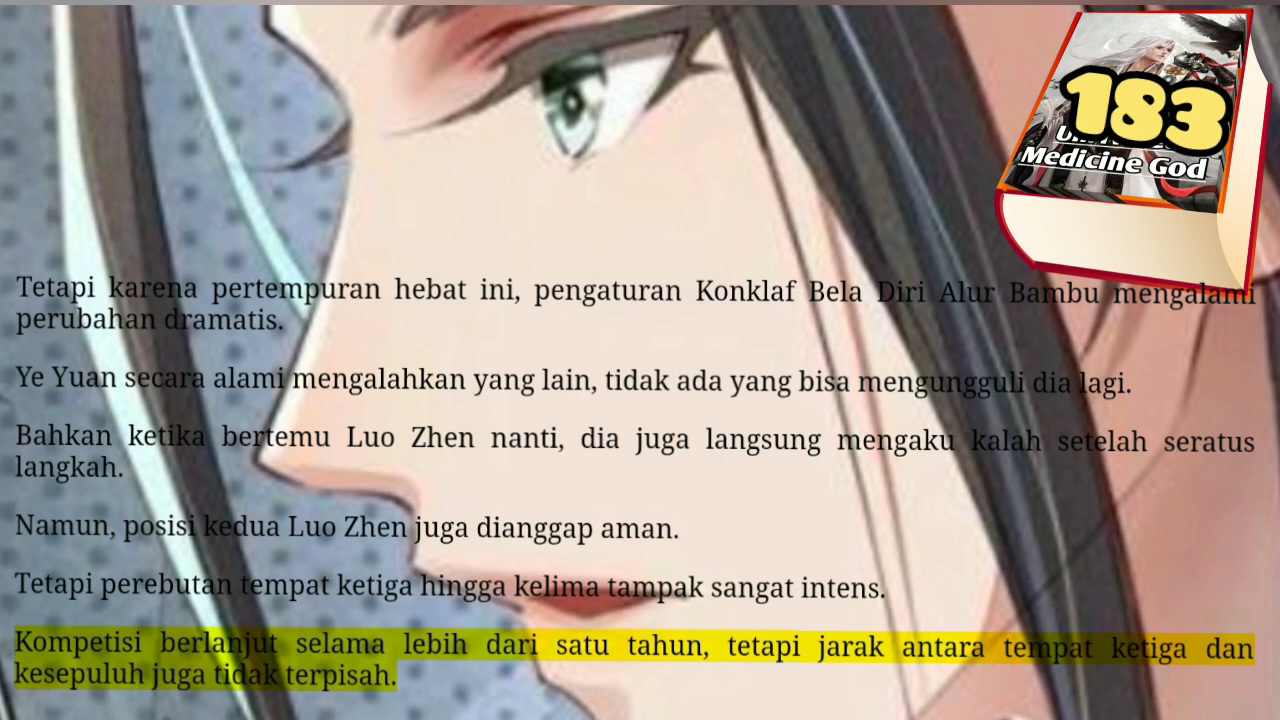 183
Medicine God
Tetapi karena pertempuran hebat ini, pengaturan Konklaf Bela Diri Alur Bambu mengalami
perubahan dramatis.
Ye Yuan secara alami mengalahkan yang lain, tidak ada yang bisa mengungguli dia lagi.
Bahkan ketika bertemu Luo Zhen nanti, dia juga langsung mengaku kalah setelah seratus
langkah.
Namun, posisi kedua Luo Zhen juga dianggap aman.
Tetapi perebutan tempat ketiga hingga kelima tampak sangat intens.
Kompetisi berlanjut selama lebih dari satu tahun, tetapi jarak antara tempat ketiga dan
kesepuluh juga tidak terpisah.